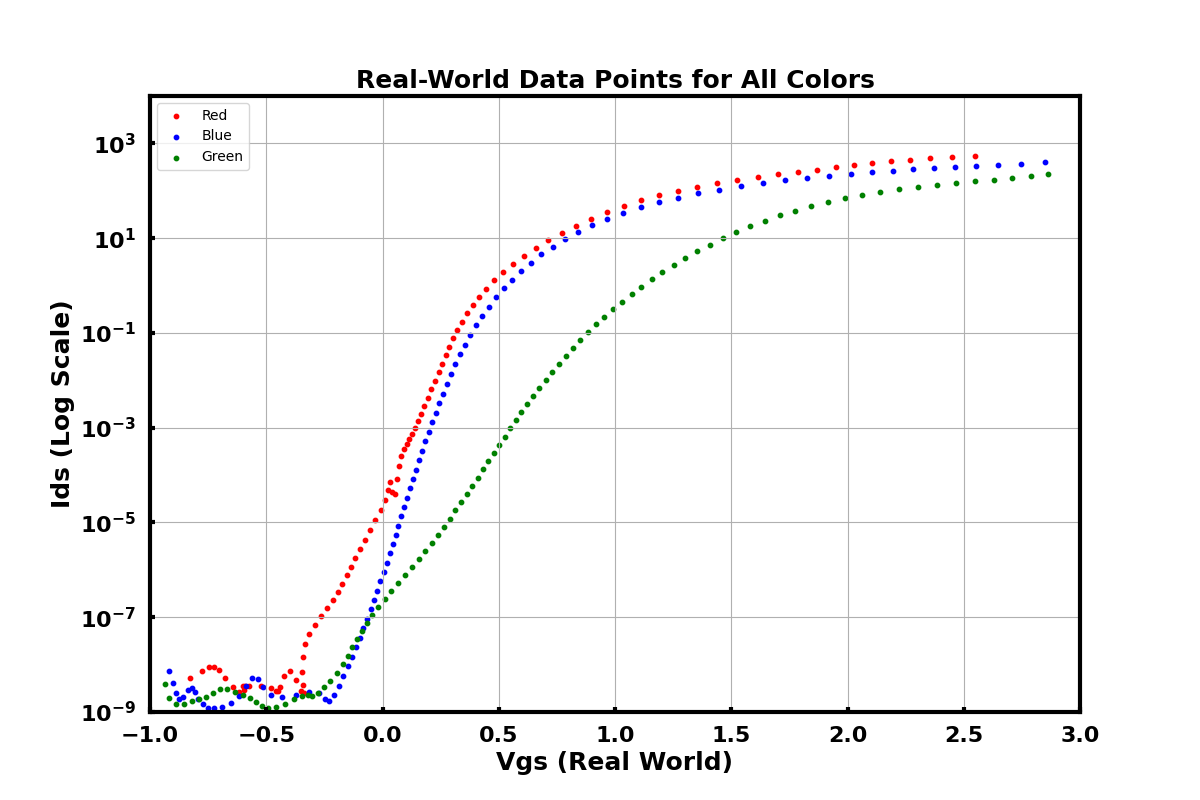 Real-World Data Points for All Colors
Red
Blue
Green
Ids (Log Scale)
10³
10¹
10⁻¹
10⁻³
10⁻⁵
10⁻⁷
10⁻⁹
−1.0 −0.5 0.0 0.5 1.0 1.5 2.0 2.5 3.0
Vgs (Real World)